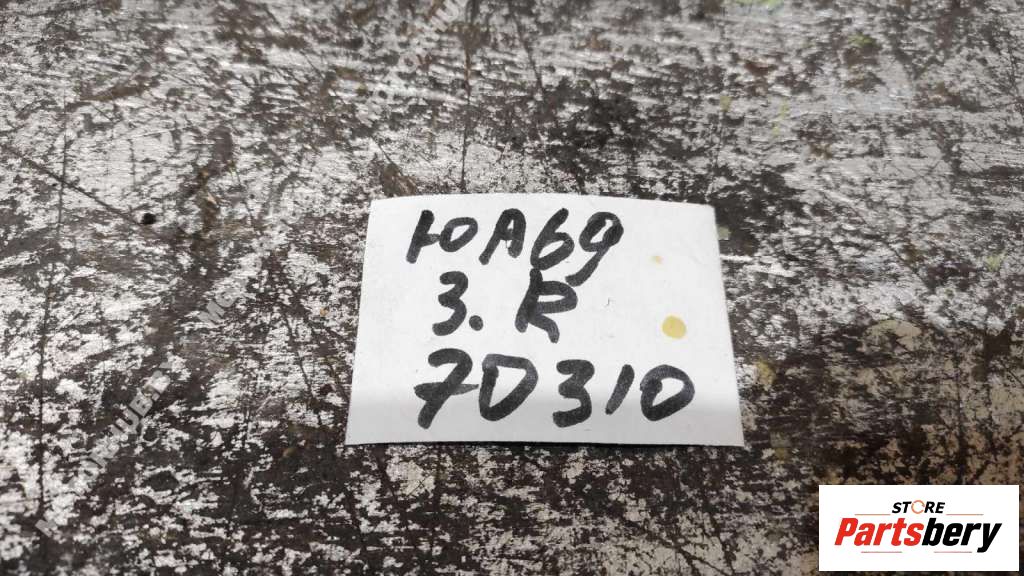 ЮА69
3.R
7D310
STORE
Partsbery